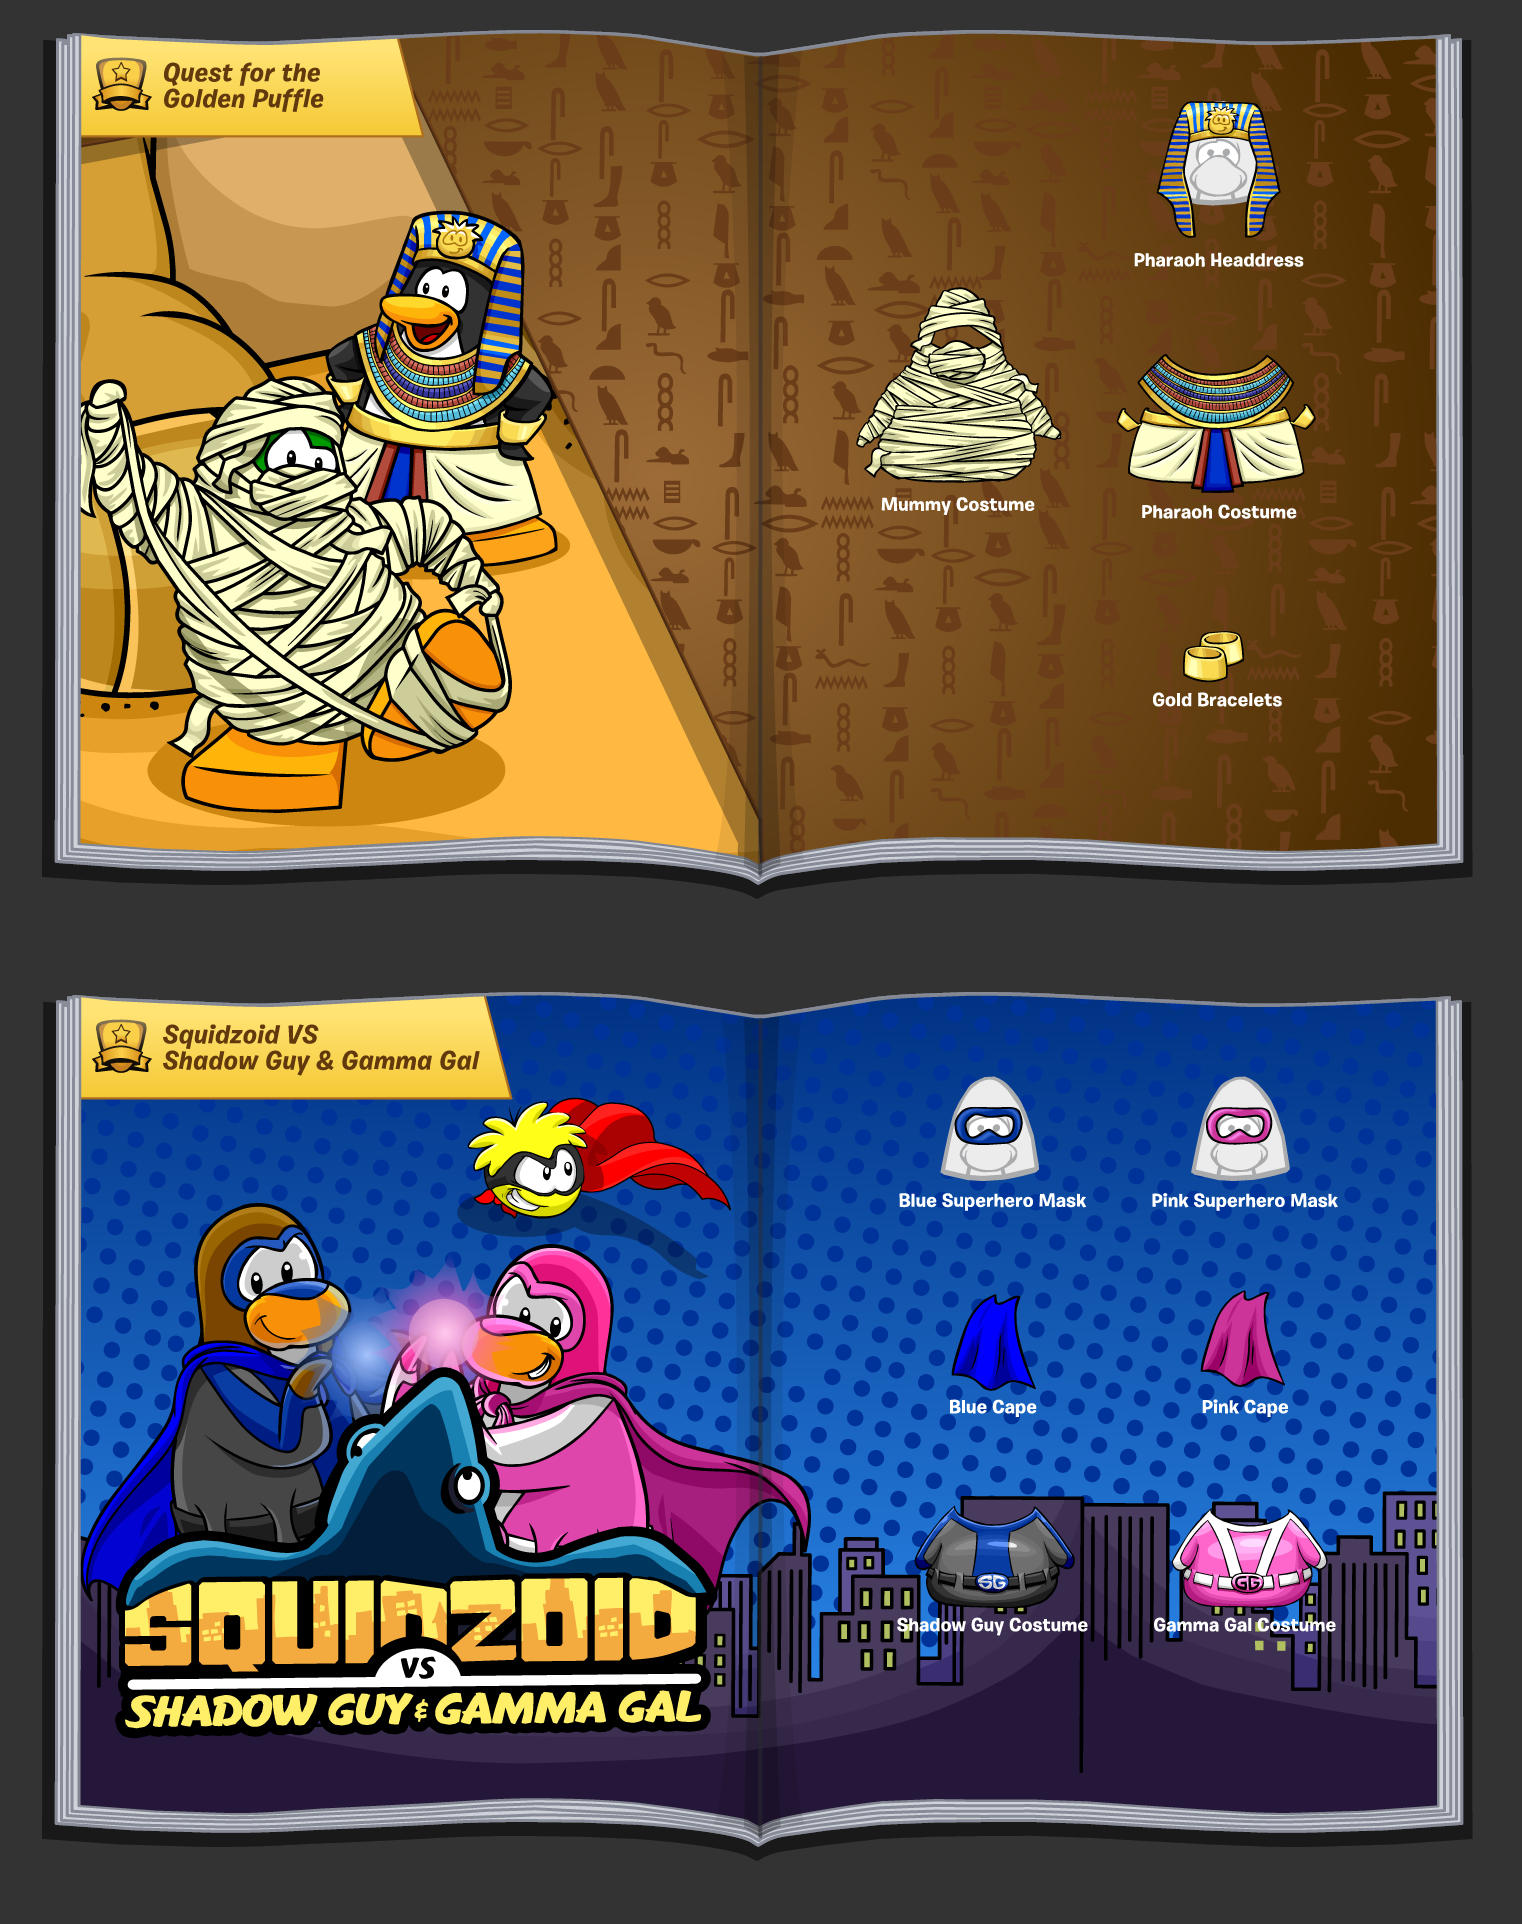 Quest for the
Golden Puffle
Pharaoh Headdress
Mummy Costume
Pharaoh Costume
Gold Bracelets
Squidzoid VS
Shadow Guy & Gamma Gal
SQUIDZOID
VS
SHADOW GUY & GAMMA GAL
Blue Superhero Mask
Pink Superhero Mask
Blue Cape
Pink Cape
SG
GG
Shadow Guy Costume
Gamma Gal Costume